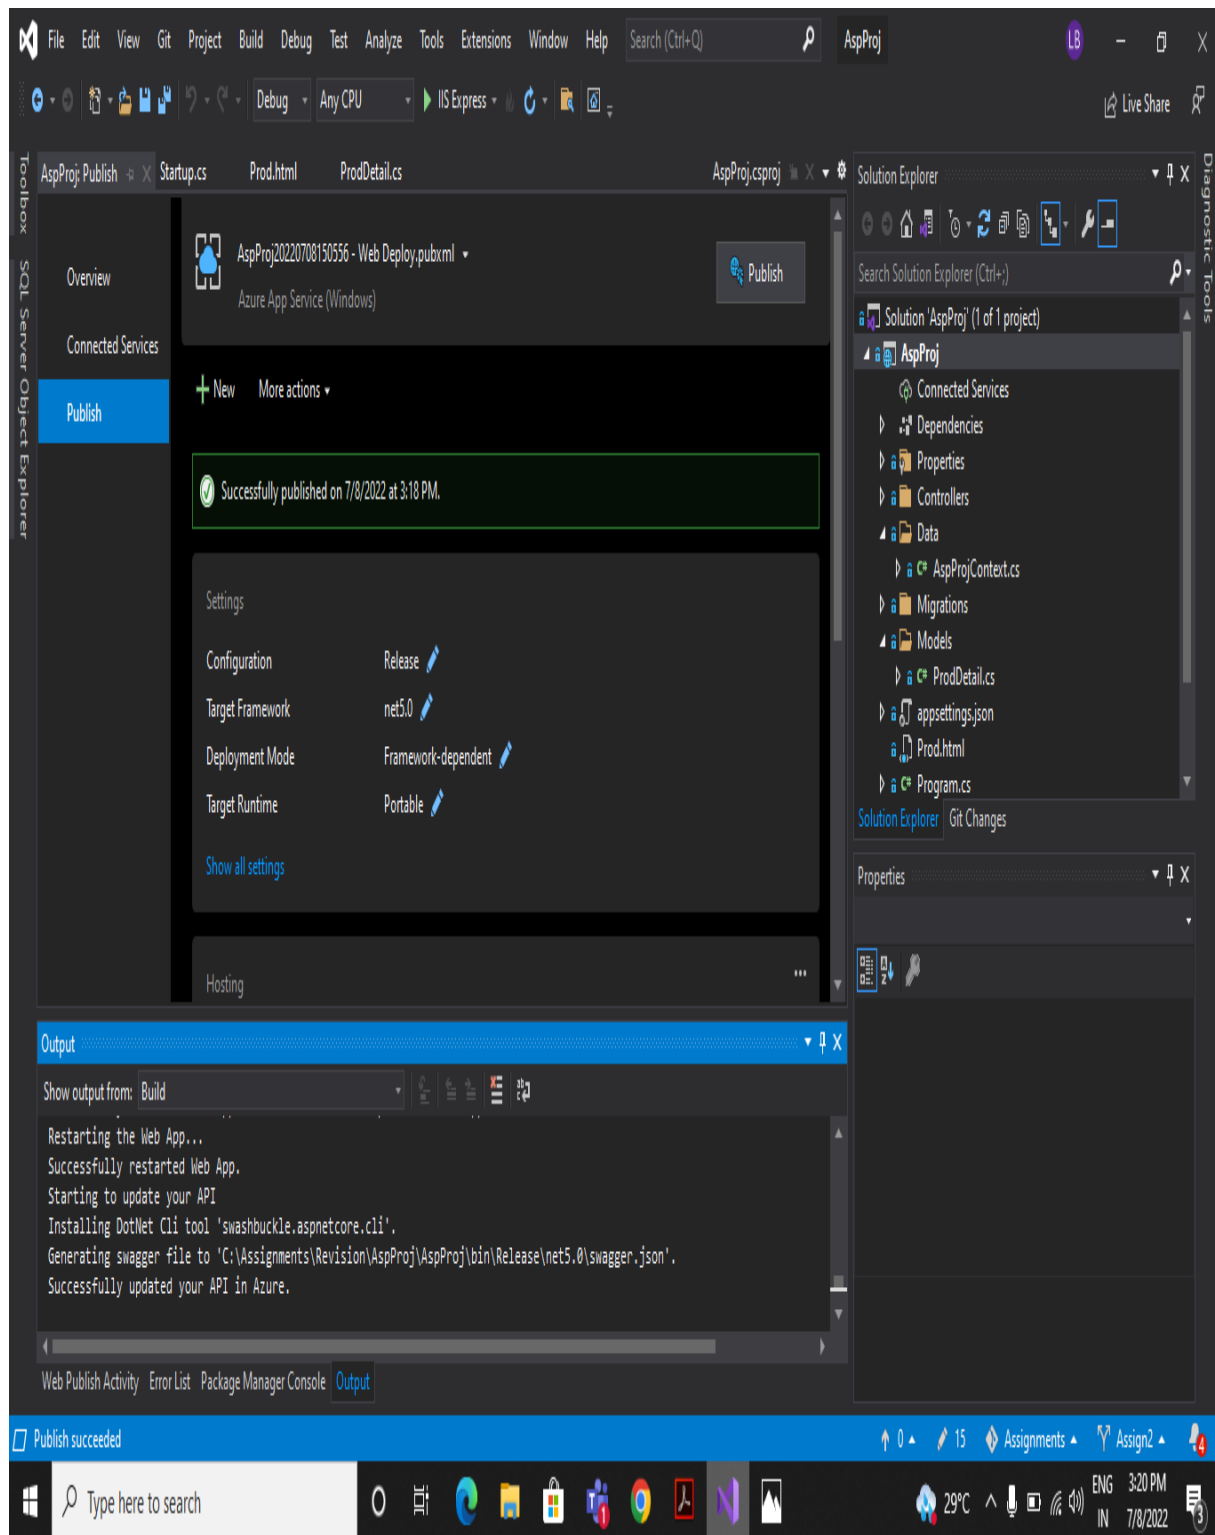 File Edit View Git Project Build Debug Test Analyze Tools Extensions Window Help Search (Ctrl+Q) AspProj LB
Debug Any CPU IIS Express Live Share
Toolbox
SQL Server Object Explorer
AspProj: Publish Startup.cs Prod.html ProdDetail.cs AspProj.csproj
Overview
Connected Services
Publish
AspProj20220708150556 - Web Deploy.pubxml
Azure App Service (Windows)
Publish
New More actions
Successfully published on 7/8/2022 at 3:18 PM.
Settings
Configuration Release
Target Framework net5.0
Deployment Mode Framework-dependent
Target Runtime Portable
Show all settings
Hosting
Solution Explorer
Search Solution Explorer (Ctrl+;)
Solution 'AspProj' (1 of 1 project)
AspProj
Connected Services
Dependencies
Properties
Controllers
Data
C# AspProjContext.cs
Migrations
Models
C# ProdDetail.cs
appsettings.json
Prod.html
C# Program.cs
Solution Explorer Git Changes
Properties
Diagnostic Tools
Output
Show output from: Build
Restarting the Web App...
Successfully restarted Web App.
Starting to update your API
Installing DotNet Cli tool 'swashbuckle.aspnetcore.cli'.
Generating swagger file to 'C:\Assignments\Revision\AspProj\AspProj\bin\Release\net5.0\swagger.json'.
Successfully updated your API in Azure.
Web Publish Activity Error List Package Manager Console Output
Publish succeeded 0 15 Assignments Assign2 4
Type here to search 29°C ENG 3:20 PM
IN 7/8/2022 3